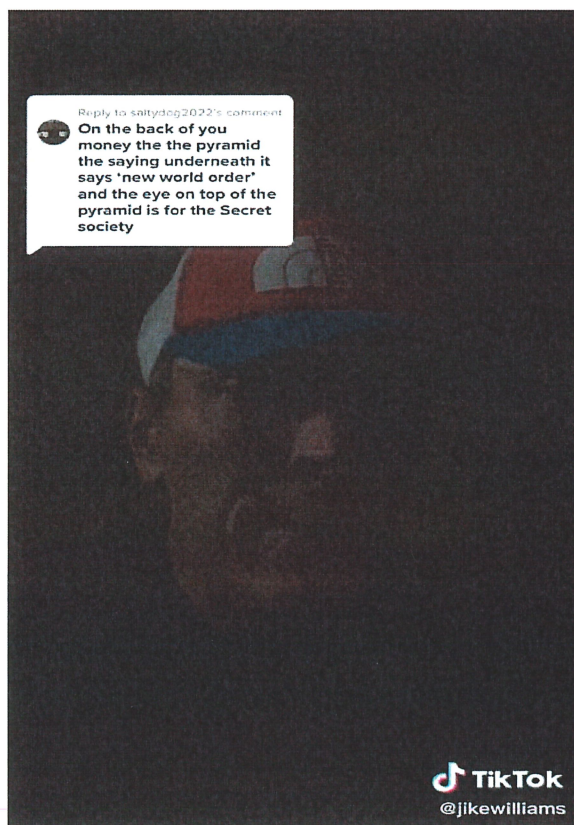 Reply to saltydog2022's comment
On the back of you
money the the pyramid
the saying underneath it
says 'new world order'
and the eye on top of the
pyramid is for the Secret
society
TikTok
@jikewilliams